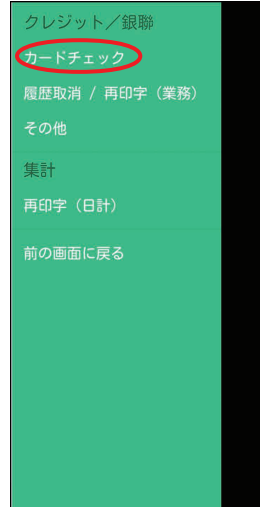 クレジット／銀聯
カードチェック
履歴取消 / 再印字（業務）
その他
集計
再印字（日計）
前の画面に戻る